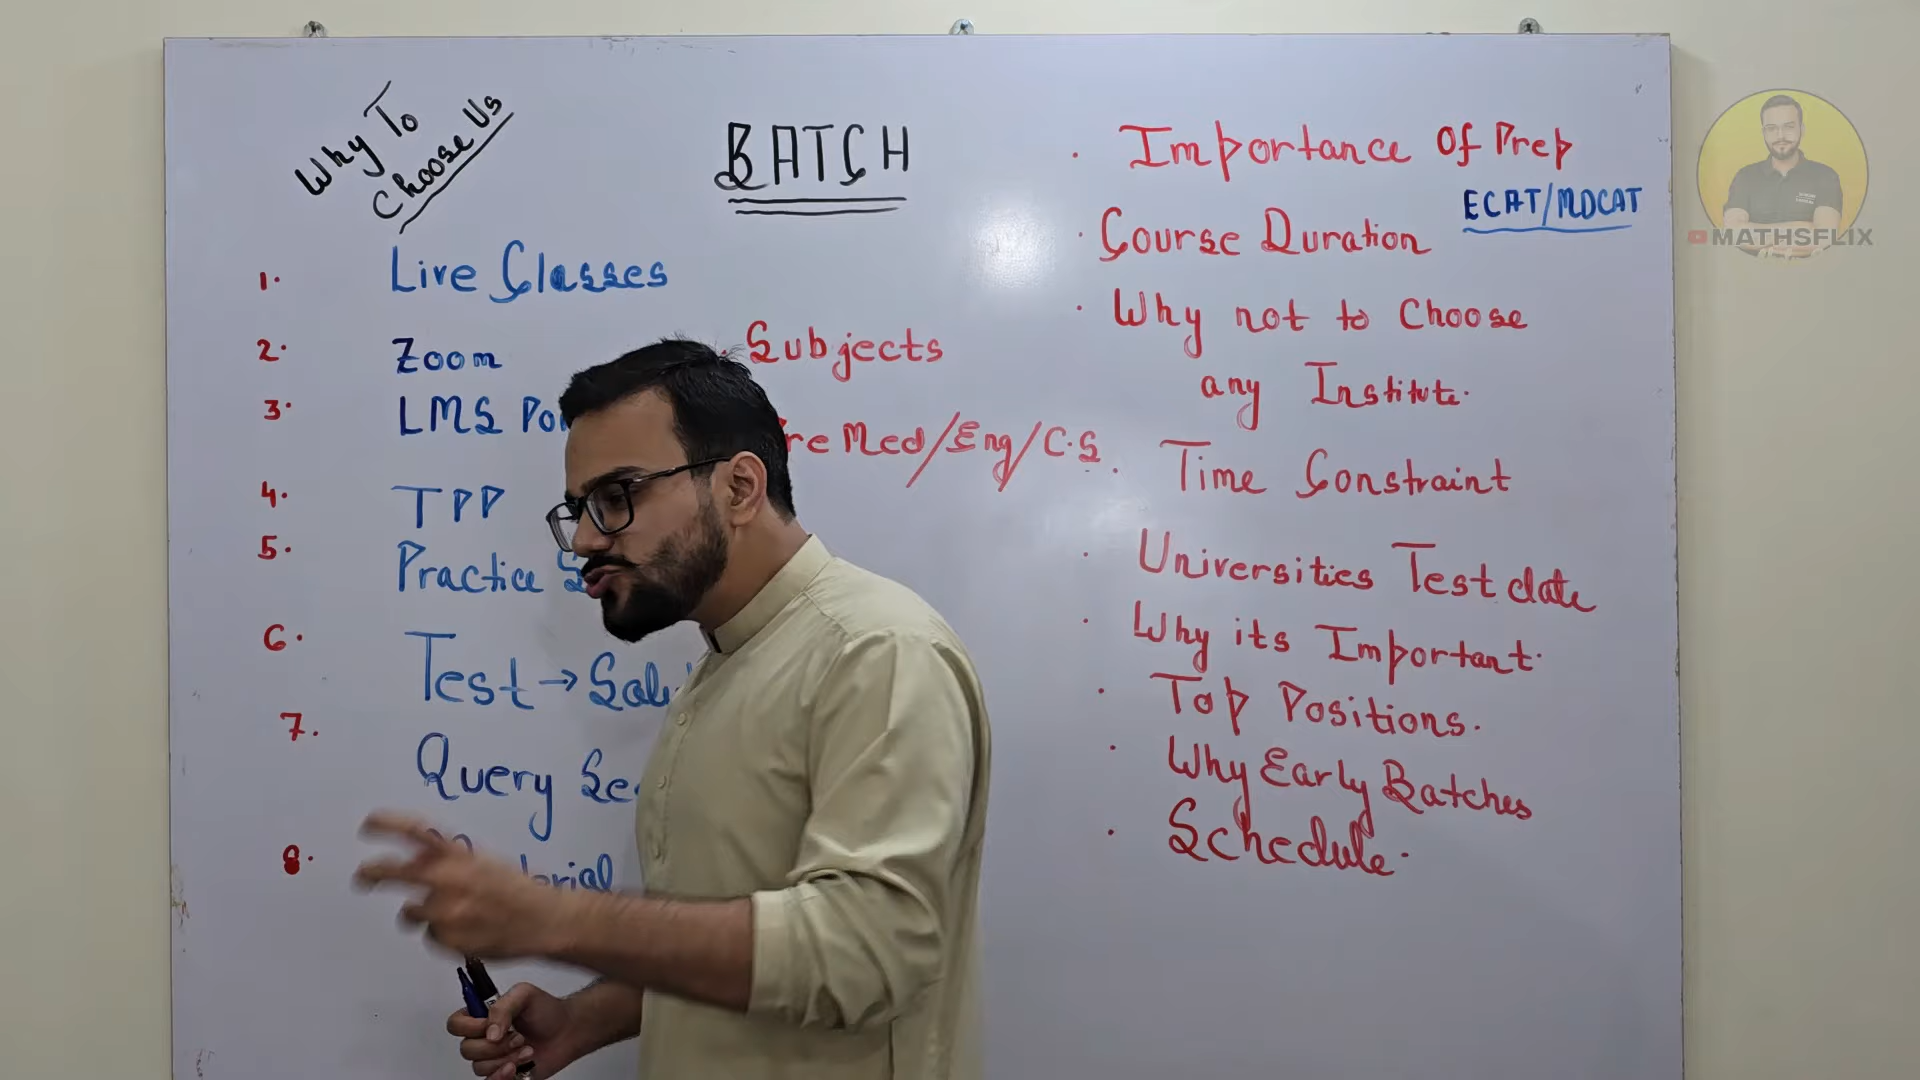 Why To
Choose Us
BATCH
1. Live Classes
2. Zoom
3. LMS
4. TPP
5. Practice
6. Test →
7. Query
8.
Subjects
Med/Eng/C.S
. Importance Of Prep
ECAT/MDCAT
. Course Duration
. Why not to Choose
any Institute.
. Time Constraint
. Universities Test date
. Why its Important.
. Top Positions.
. Why Early Batches
. Schedule.
MATHSFLIX